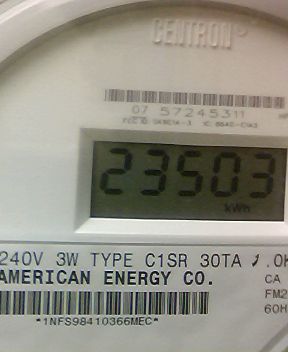 CENTRON®
07 57245311
23503
kWh
240V 3W TYPE C1SR 30TA
AMERICAN ENERGY CO.
CA
FM2
60H
*1NFS98410366MEC*